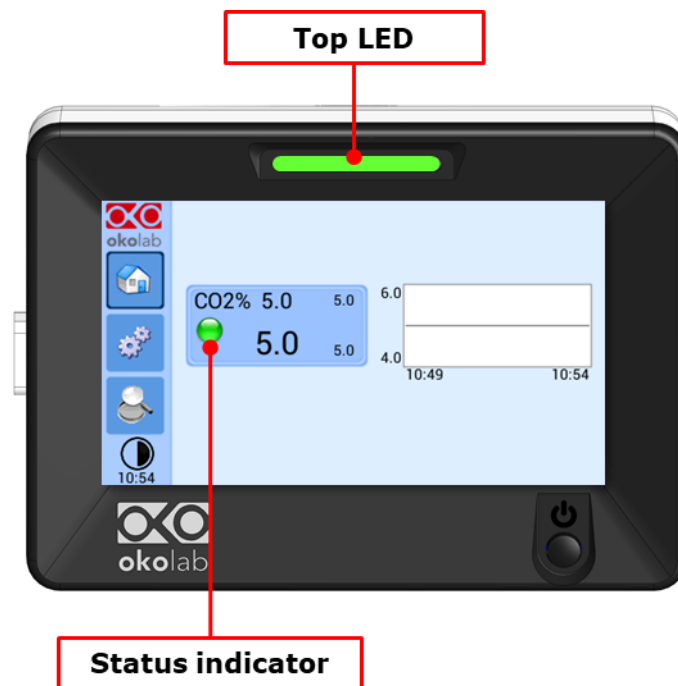 Top LED
okolab
CO2% 5.0 5.0
5.0 5.0
6.0
4.0
10:49 10:54
10:54
okolab
Status indicator